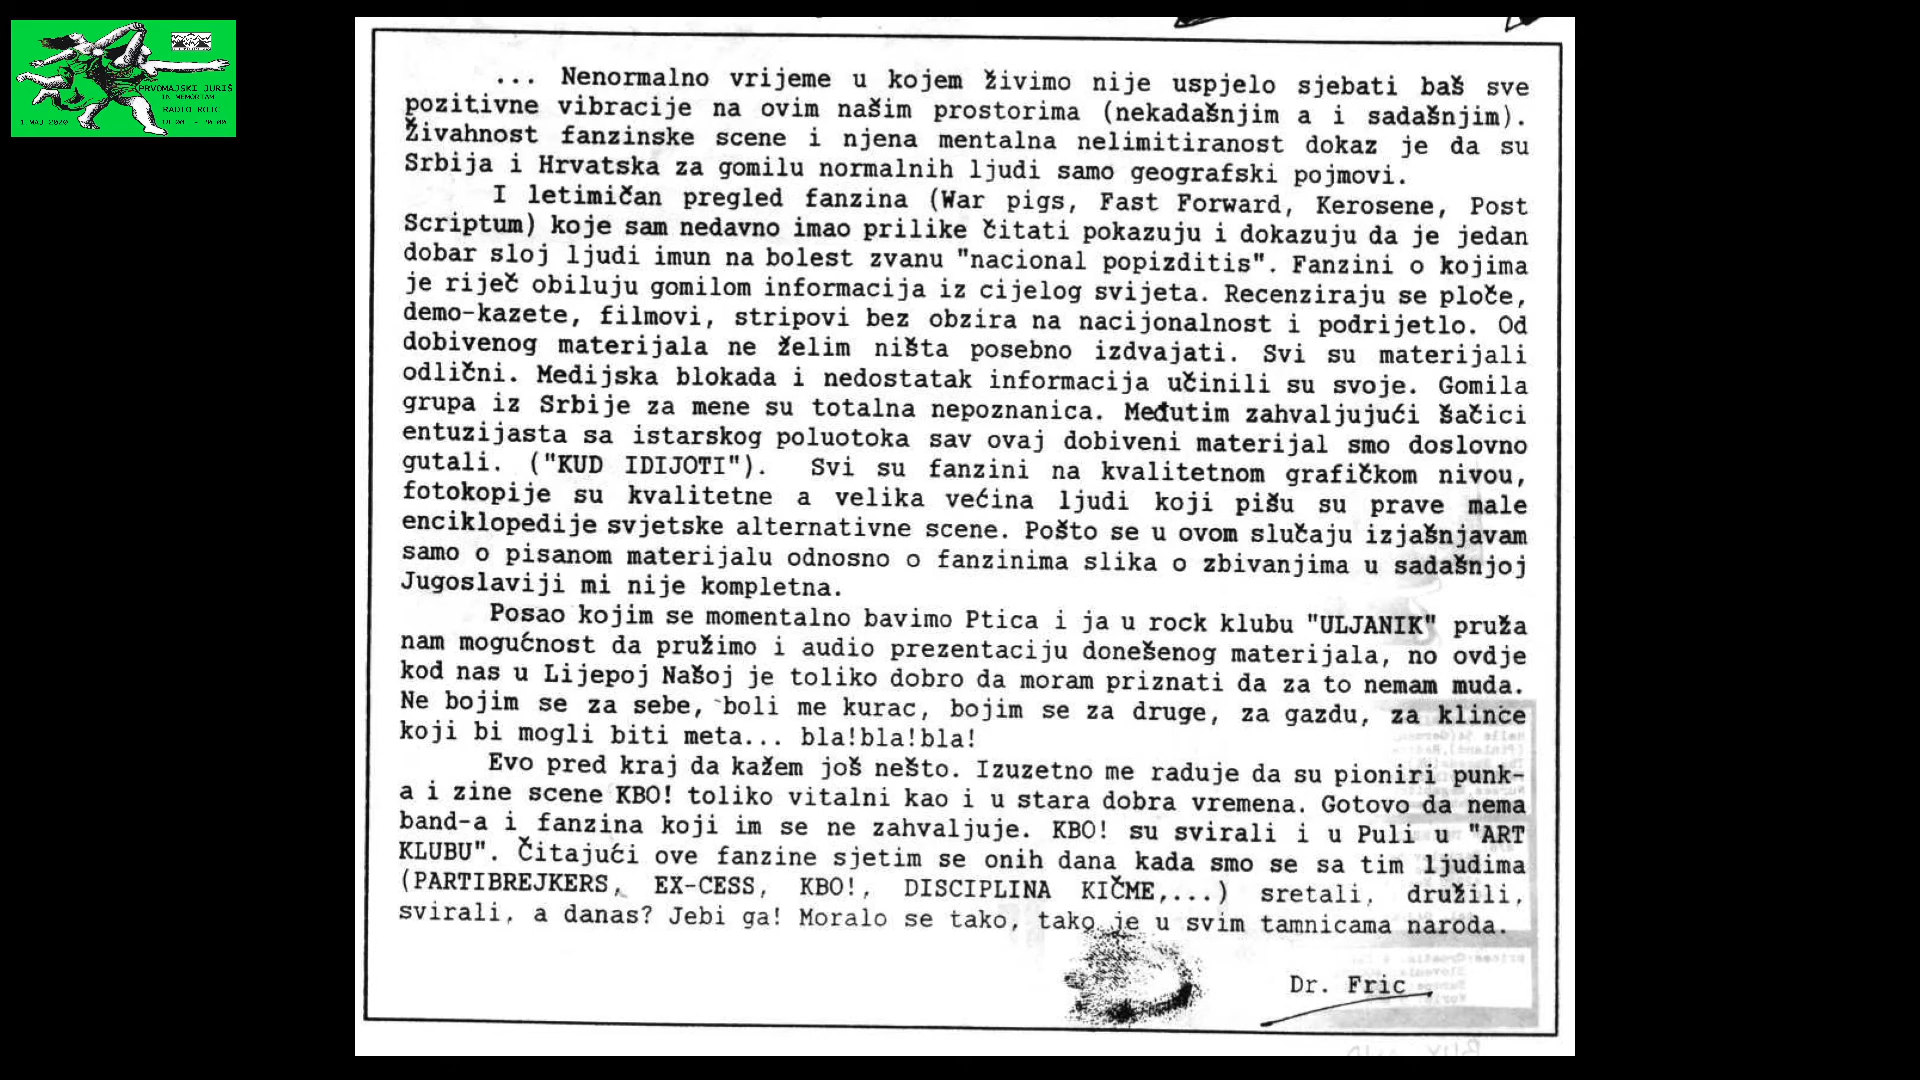 PRVOMAJSKI JURIŠ
IN MEMORIAM
RADIO ROJC
1 MAJ 2020
... Nenormalno vrijeme u kojem živimo nije uspjelo sjebati baš sve
pozitivne vibracije na ovim našim prostorima (nekadašnjim a i sadašnjim).
Živahnost fanzinske scene i njena mentalna nelimitiranost dokaz je da su
Srbija i Hrvatska za gomilu normalnih ljudi samo geografski pojmovi.
I letimičan pregled fanzina (War pigs, Fast Forward, Kerosene, Post
Scriptum) koje sam nedavno imao prilike čitati pokazuju i dokazuju da je jedan
dobar sloj ljudi imun na bolest zvanu "nacional popizditis". Fanzini o kojima
je riječ obiluju gomilom informacija iz cijelog svijeta. Recenziraju se ploče,
demo-kazete, filmovi, stripovi bez obzira na nacijonalnost i podrijetlo. Od
dobivenog materijala ne želim ništa posebno izdvajati. Svi su materijali
odlični. Medijska blokada i nedostatak informacija učinili su svoje. Gomila
grupa iz Srbije za mene su totalna nepoznanica. Međutim zahvaljujući šačici
entuzijasta sa istarskog poluotoka sav ovaj dobiveni materijal smo doslovno
gutali. ("KUD IDIJOTI"). Svi su fanzini na kvalitetnom grafičkom nivou,
fotokopije su kvalitetne a velika većina ljudi koji pišu su prave male
enciklopedije svjetske alternativne scene. Pošto se u ovom slučaju izjašnjavam
samo o pisanom materijalu odnosno o fanzinima slika o zbivanjima u sadašnjoj
Jugoslaviji mi nije kompletna.
Posao kojim se momentalno bavimo Ptica i ja u rock klubu "ULJANIK" pruža
nam mogućnost da pružimo i audio prezentaciju donešenog materijala, no ovdje
kod nas u Lijepoj Našoj je toliko dobro da moram priznati da za to nemam muda.
Ne bojim se za sebe, boli me kurac, bojim se za druge, za gazdu, za klince
koji bi mogli biti meta... bla!bla!bla!
Evo pred kraj da kažem još nešto. Izuzetno me raduje da su pioniri punk-
a i zine scene KBO! toliko vitalni kao i u stara dobra vremena. Gotovo da nema
band-a i fanzina koji im se ne zahvaljuje. KBO! su svirali i u Puli u "ART
KLUBU". Čitajući ove fanzine sjetim se onih dana kada smo se sa tim ljudima
(PARTIBREJKERS, EX-CESS, KBO!, DISCIPLINA KIČME,...) sretali, družili,
svirali, a danas? Jebi ga! Moralo se tako, tako je u svim tamnicama naroda.
Dr. Fric